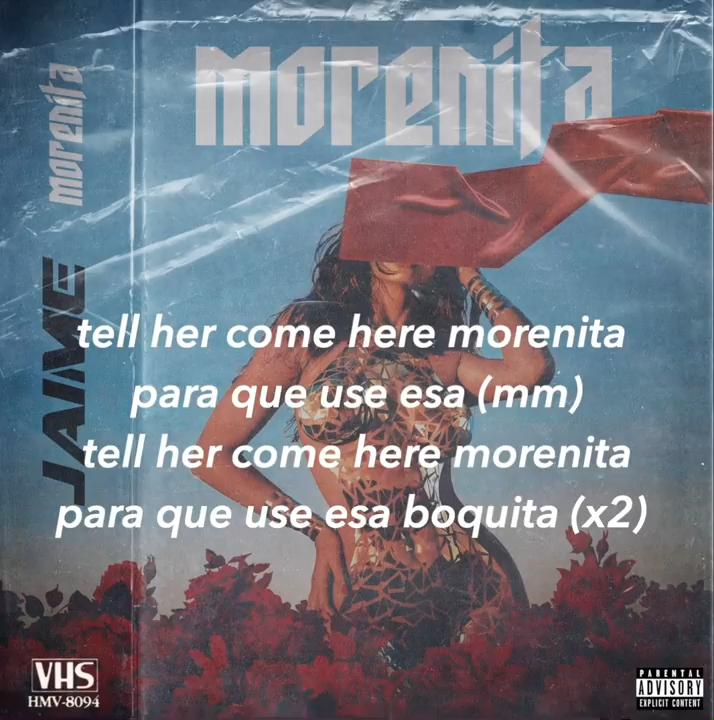 morenita
morenita
JAIME
tell her come here morenita
para que use esa (mm)
tell her come here morenita
para que use esa boquita (x2)
VHS
HMV-8094
PARENTAL
ADVISORY
EXPLICIT CONTENT